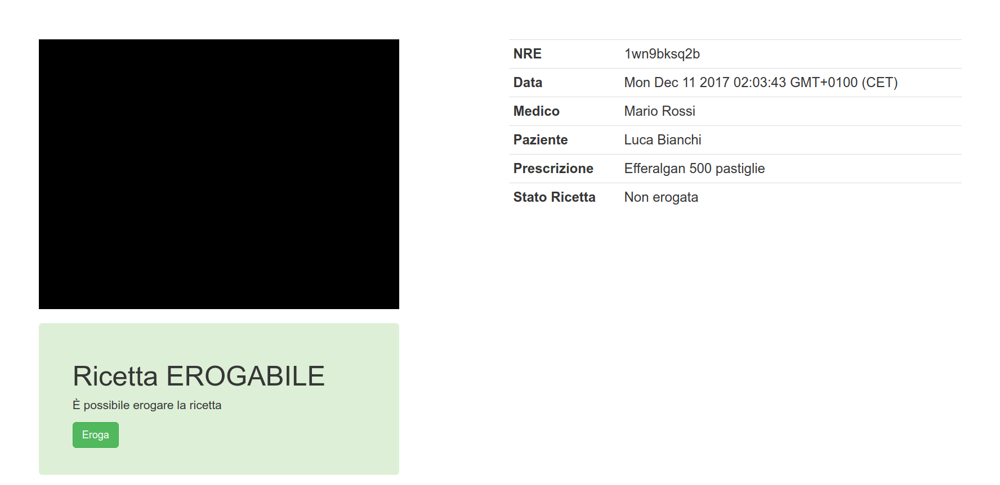 NRE 1wn9bksq2b
Data Mon Dec 11 2017 02:03:43 GMT+0100 (CET)
Medico Mario Rossi
Paziente Luca Bianchi
Prescrizione Efferalgan 500 pastiglie
Stato Ricetta Non erogata
Ricetta EROGABILE
È possibile erogare la ricetta
Eroga